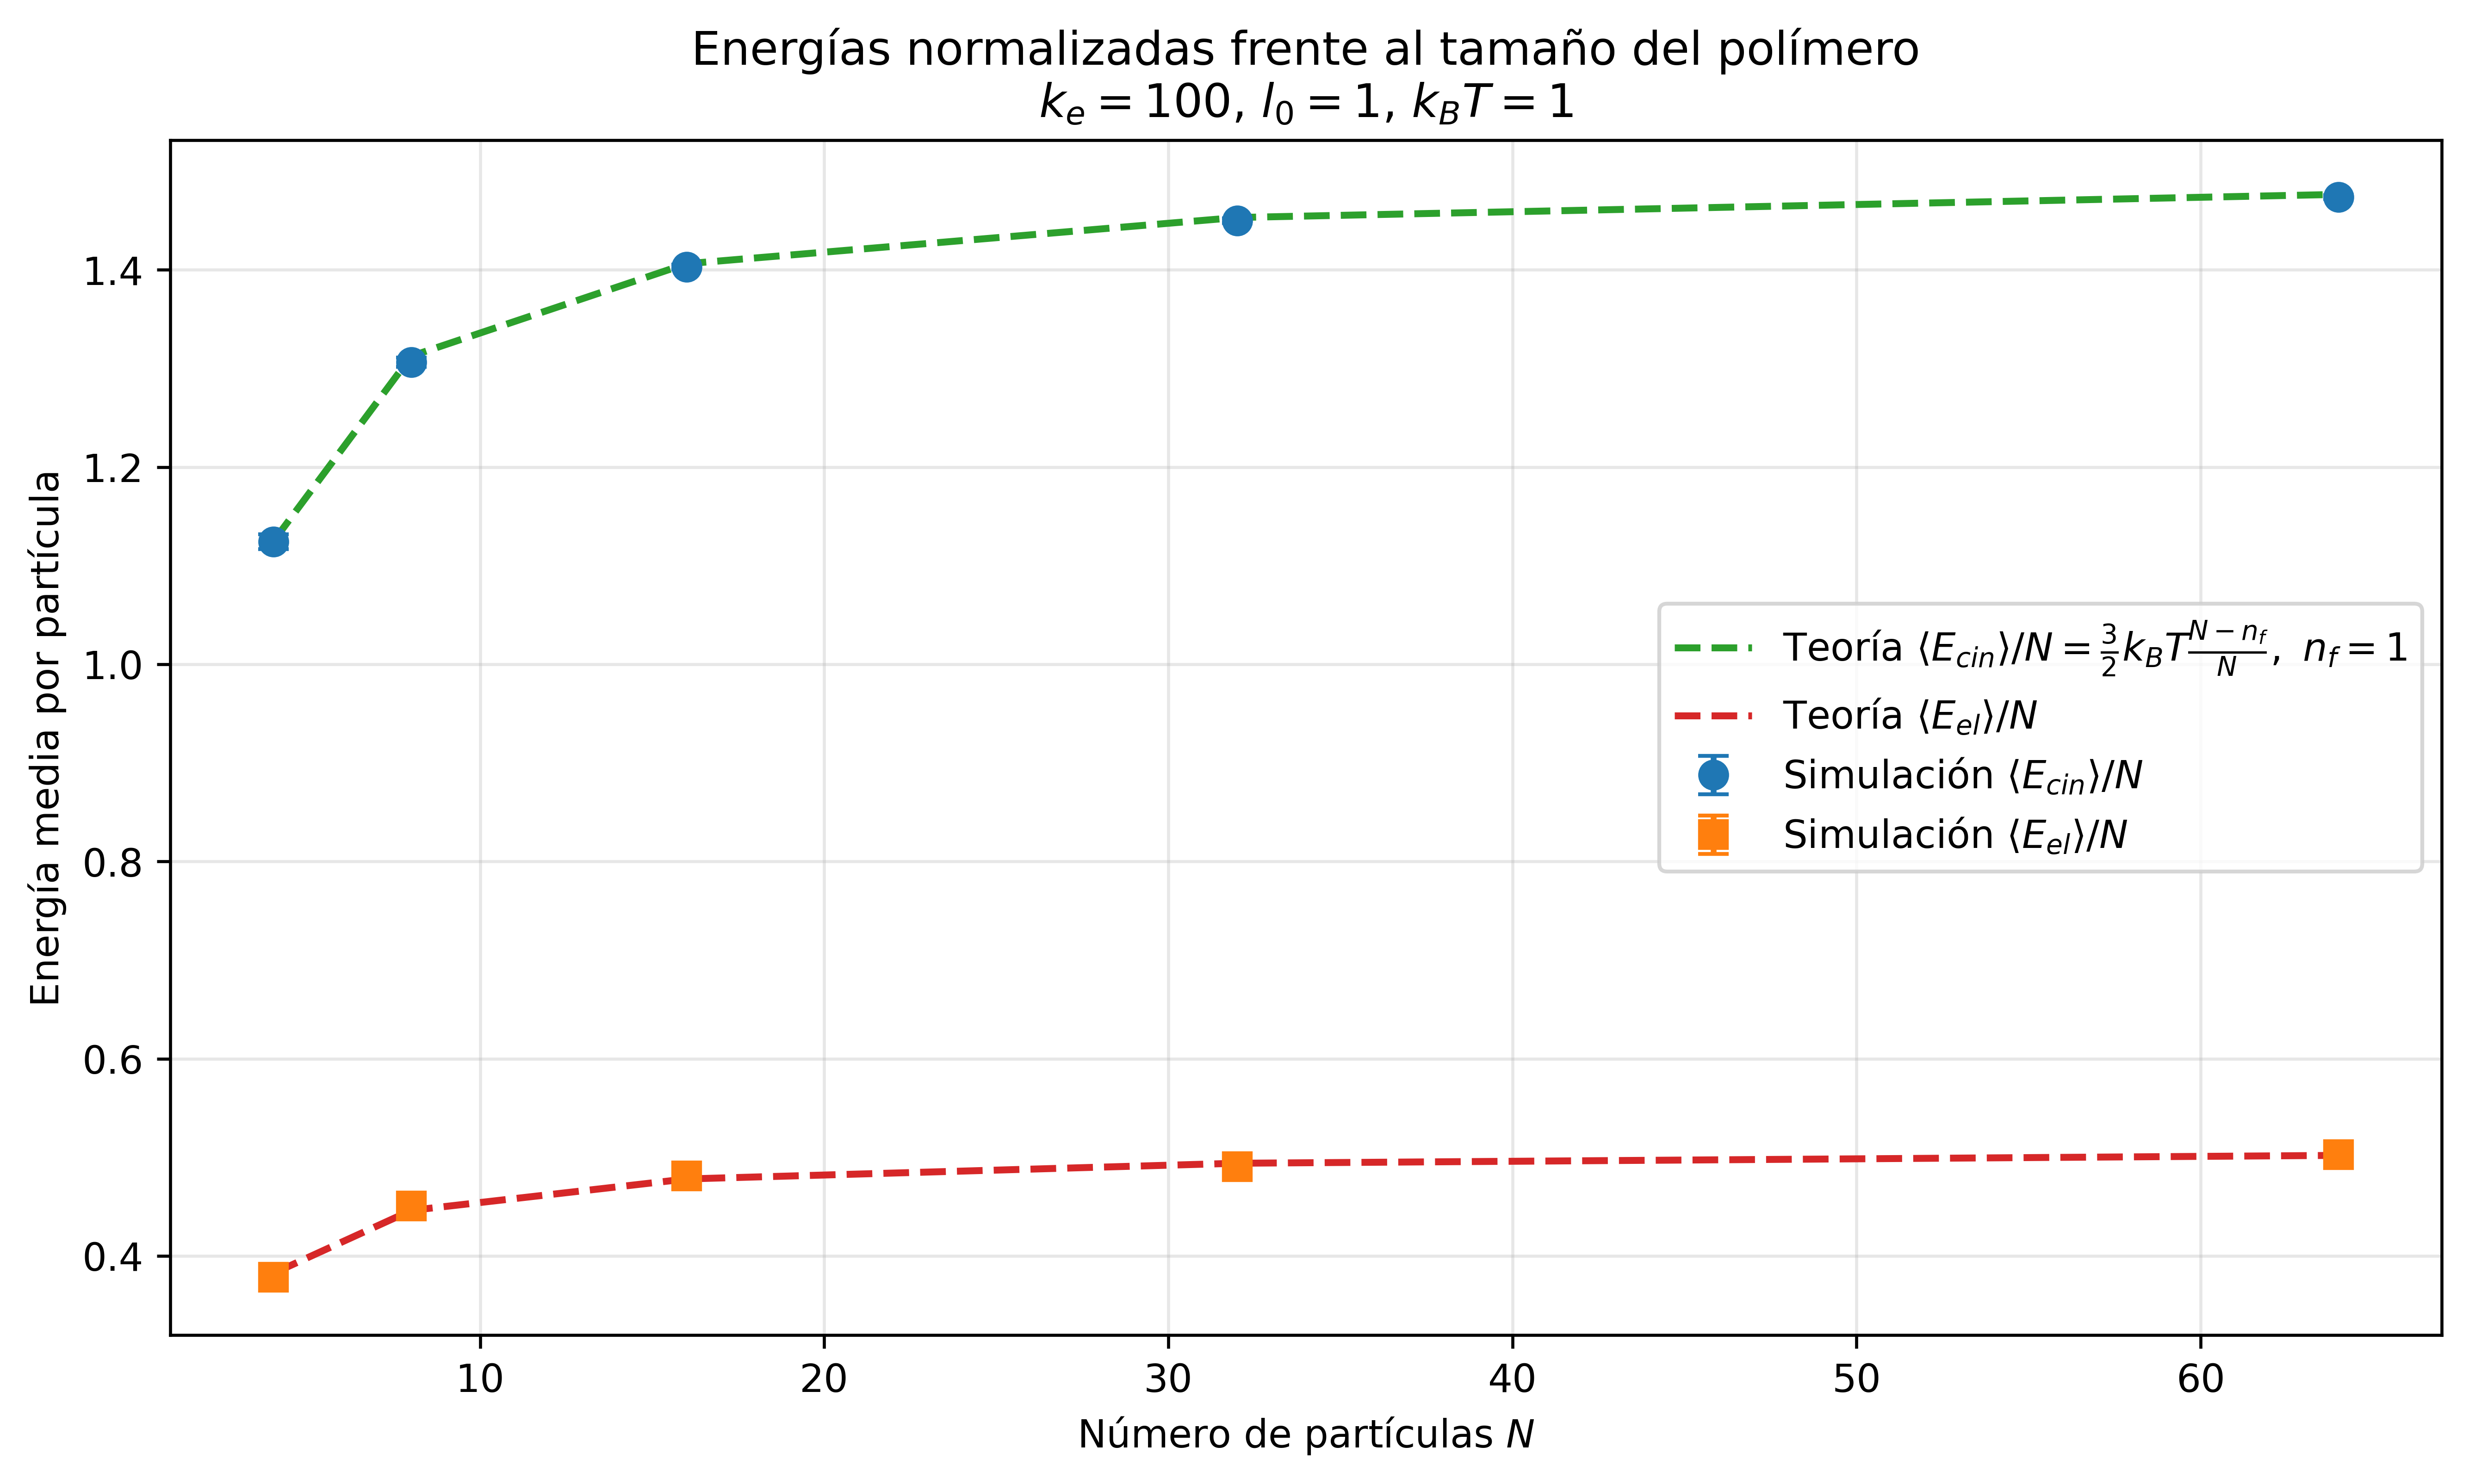 Energías normalizadas frente al tamaño del polímero
$k_e = 100$, $l_0 = 1$, $k_BT = 1$
Energía media por partícula
1.4
1.2
1.0
0.8
0.6
0.4
Teoría $\langle E_{cin}\rangle/N = \frac{3}{2}k_BT\frac{N-n_f}{N},\ n_f = 1$
Teoría $\langle E_{el}\rangle/N$
Simulación $\langle E_{cin}\rangle/N$
Simulación $\langle E_{el}\rangle/N$
10 20 30 40 50 60
Número de partículas $N$